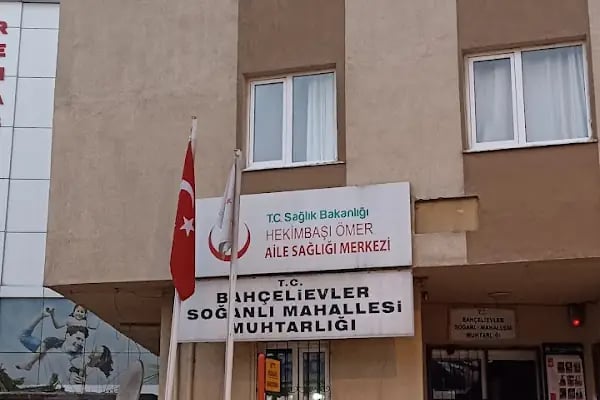 T.C. Sağlık Bakanlığı
HEKİMBAŞI ÖMER
AİLE SAĞLIĞI MERKEZİ
T.C.
BAHÇELİEVLER
SOĞANLI MAHALLESİ
MUHTARLIĞI
T.C.
BAHÇELİEVLER
SOĞANLI MAHALLESİ
MUHTARLIĞI